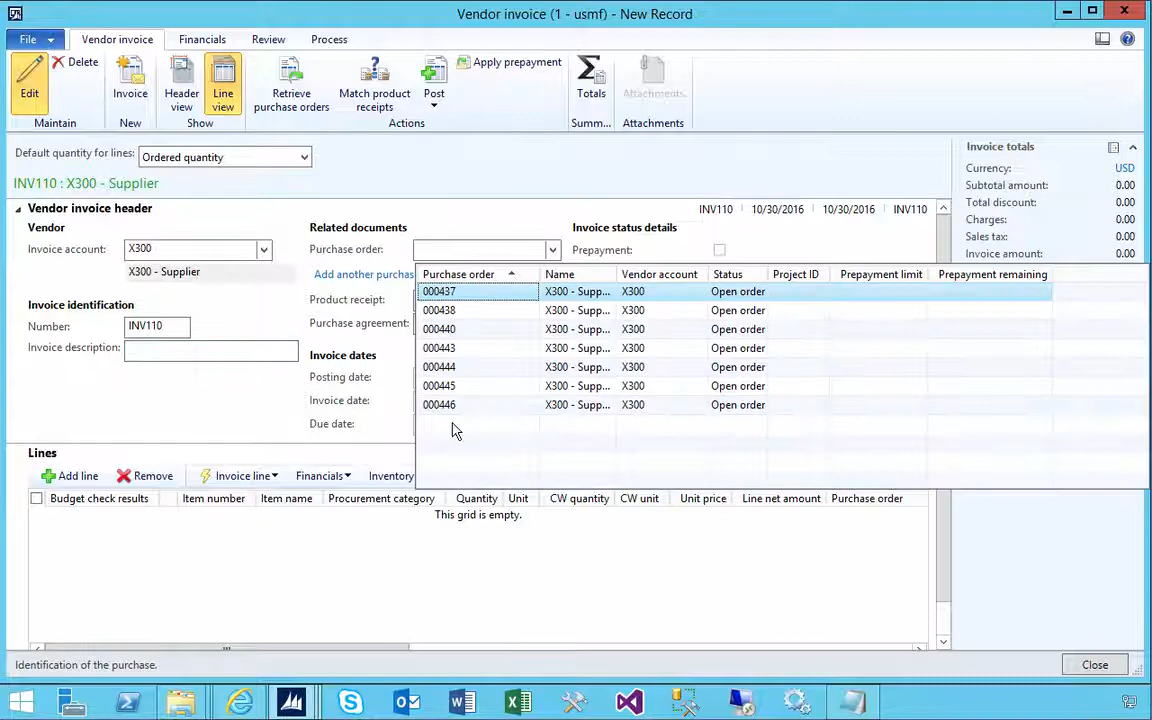 Vendor invoice (1 - usmf) - New Record
File Vendor invoice Financials Review Process
Edit Delete Invoice Header view Line view Retrieve purchase orders Match product receipts Post Apply prepayment Totals Attachments
Maintain New Show Actions Summ... Attachments
Default quantity for lines: Ordered quantity
INV110 : X300 - Supplier
Vendor invoice header INV110 10/30/2016 10/30/2016 INV110
Vendor
Invoice account: X300
X300 - Supplier
Invoice identification
Number: INV110
Invoice description:
Related documents
Purchase order:
Add another purchas
Product receipt:
Purchase agreement:
Invoice dates
Posting date:
Invoice date:
Due date:
Invoice status details
Prepayment:
Purchase order Name Vendor account Status Project ID Prepayment limit Prepayment remaining
000437 X300 - Supp... X300 Open order
000438 X300 - Supp... X300 Open order
000440 X300 - Supp... X300 Open order
000443 X300 - Supp... X300 Open order
000444 X300 - Supp... X300 Open order
000445 X300 - Supp... X300 Open order
000446 X300 - Supp... X300 Open order
Invoice totals
Currency: USD
Subtotal amount: 0.00
Total discount: 0.00
Charges: 0.00
Sales tax: 0.00
Invoice amount: 0.00
Lines
Add line Remove Invoice line Financials Inventory
Budget check results Item number Item name Procurement category Quantity Unit CW quantity CW unit Unit price Line net amount Purchase order
This grid is empty.
Identification of the purchase.
Close